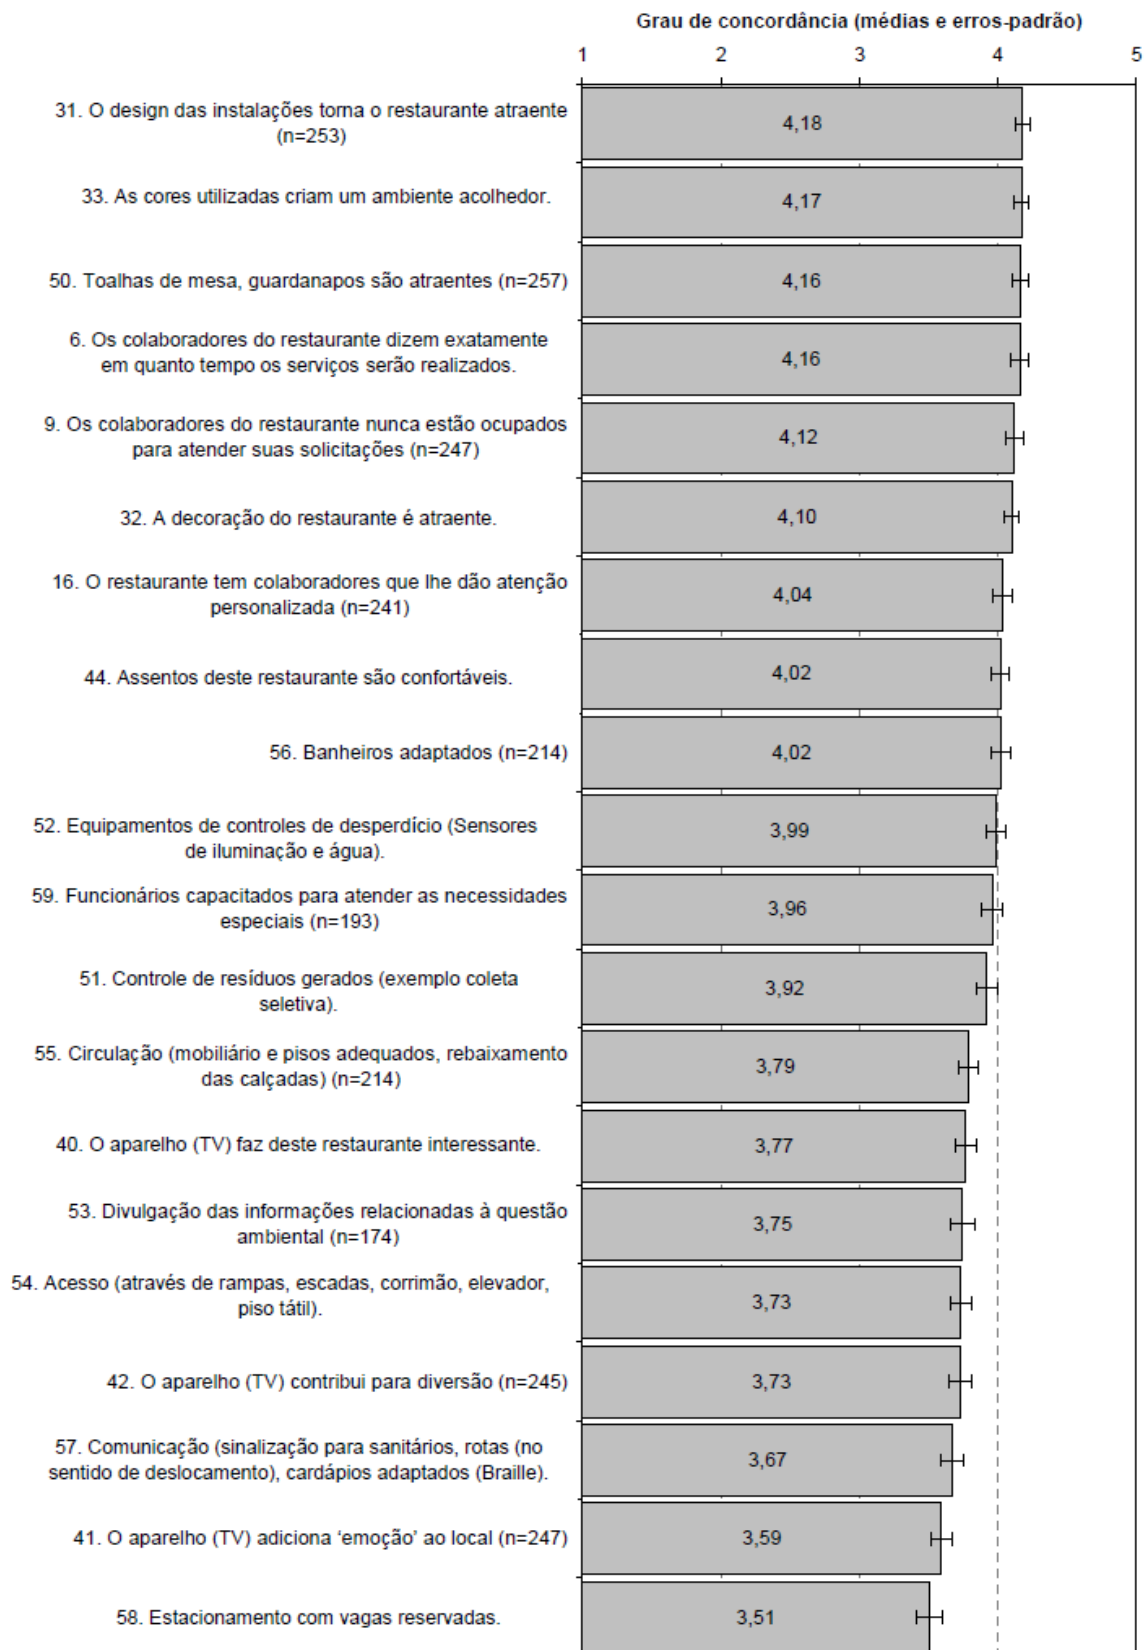 Grau de concordância (médias e erros-padrão)
1 2 3 4 5
31. O design das instalações torna o restaurante atraente
(n=253)
4,18
33. As cores utilizadas criam um ambiente acolhedor.
4,17
50. Toalhas de mesa, guardanapos são atraentes (n=257)
4,16
6. Os colaboradores do restaurante dizem exatamente
em quanto tempo os serviços serão realizados.
4,16
9. Os colaboradores do restaurante nunca estão ocupados
para atender suas solicitações (n=247)
4,12
32. A decoração do restaurante é atraente.
4,10
16. O restaurante tem colaboradores que lhe dão atenção
personalizada (n=241)
4,04
44. Assentos deste restaurante são confortáveis.
4,02
56. Banheiros adaptados (n=214)
4,02
52. Equipamentos de controles de desperdício (Sensores
de iluminação e água).
3,99
59. Funcionários capacitados para atender as necessidades
especiais (n=193)
3,96
51. Controle de resíduos gerados (exemplo coleta
seletiva).
3,92
55. Circulação (mobiliário e pisos adequados, rebaixamento
das calçadas) (n=214)
3,79
40. O aparelho (TV) faz deste restaurante interessante.
3,77
53. Divulgação das informações relacionadas à questão
ambiental (n=174)
3,75
54. Acesso (através de rampas, escadas, corrimão, elevador,
piso tátil).
3,73
42. O aparelho (TV) contribui para diversão (n=245)
3,73
57. Comunicação (sinalização para sanitários, rotas (no
sentido de deslocamento), cardápios adaptados (Braille).
3,67
41. O aparelho (TV) adiciona ‘emoção’ ao local (n=247)
3,59
58. Estacionamento com vagas reservadas.
3,51